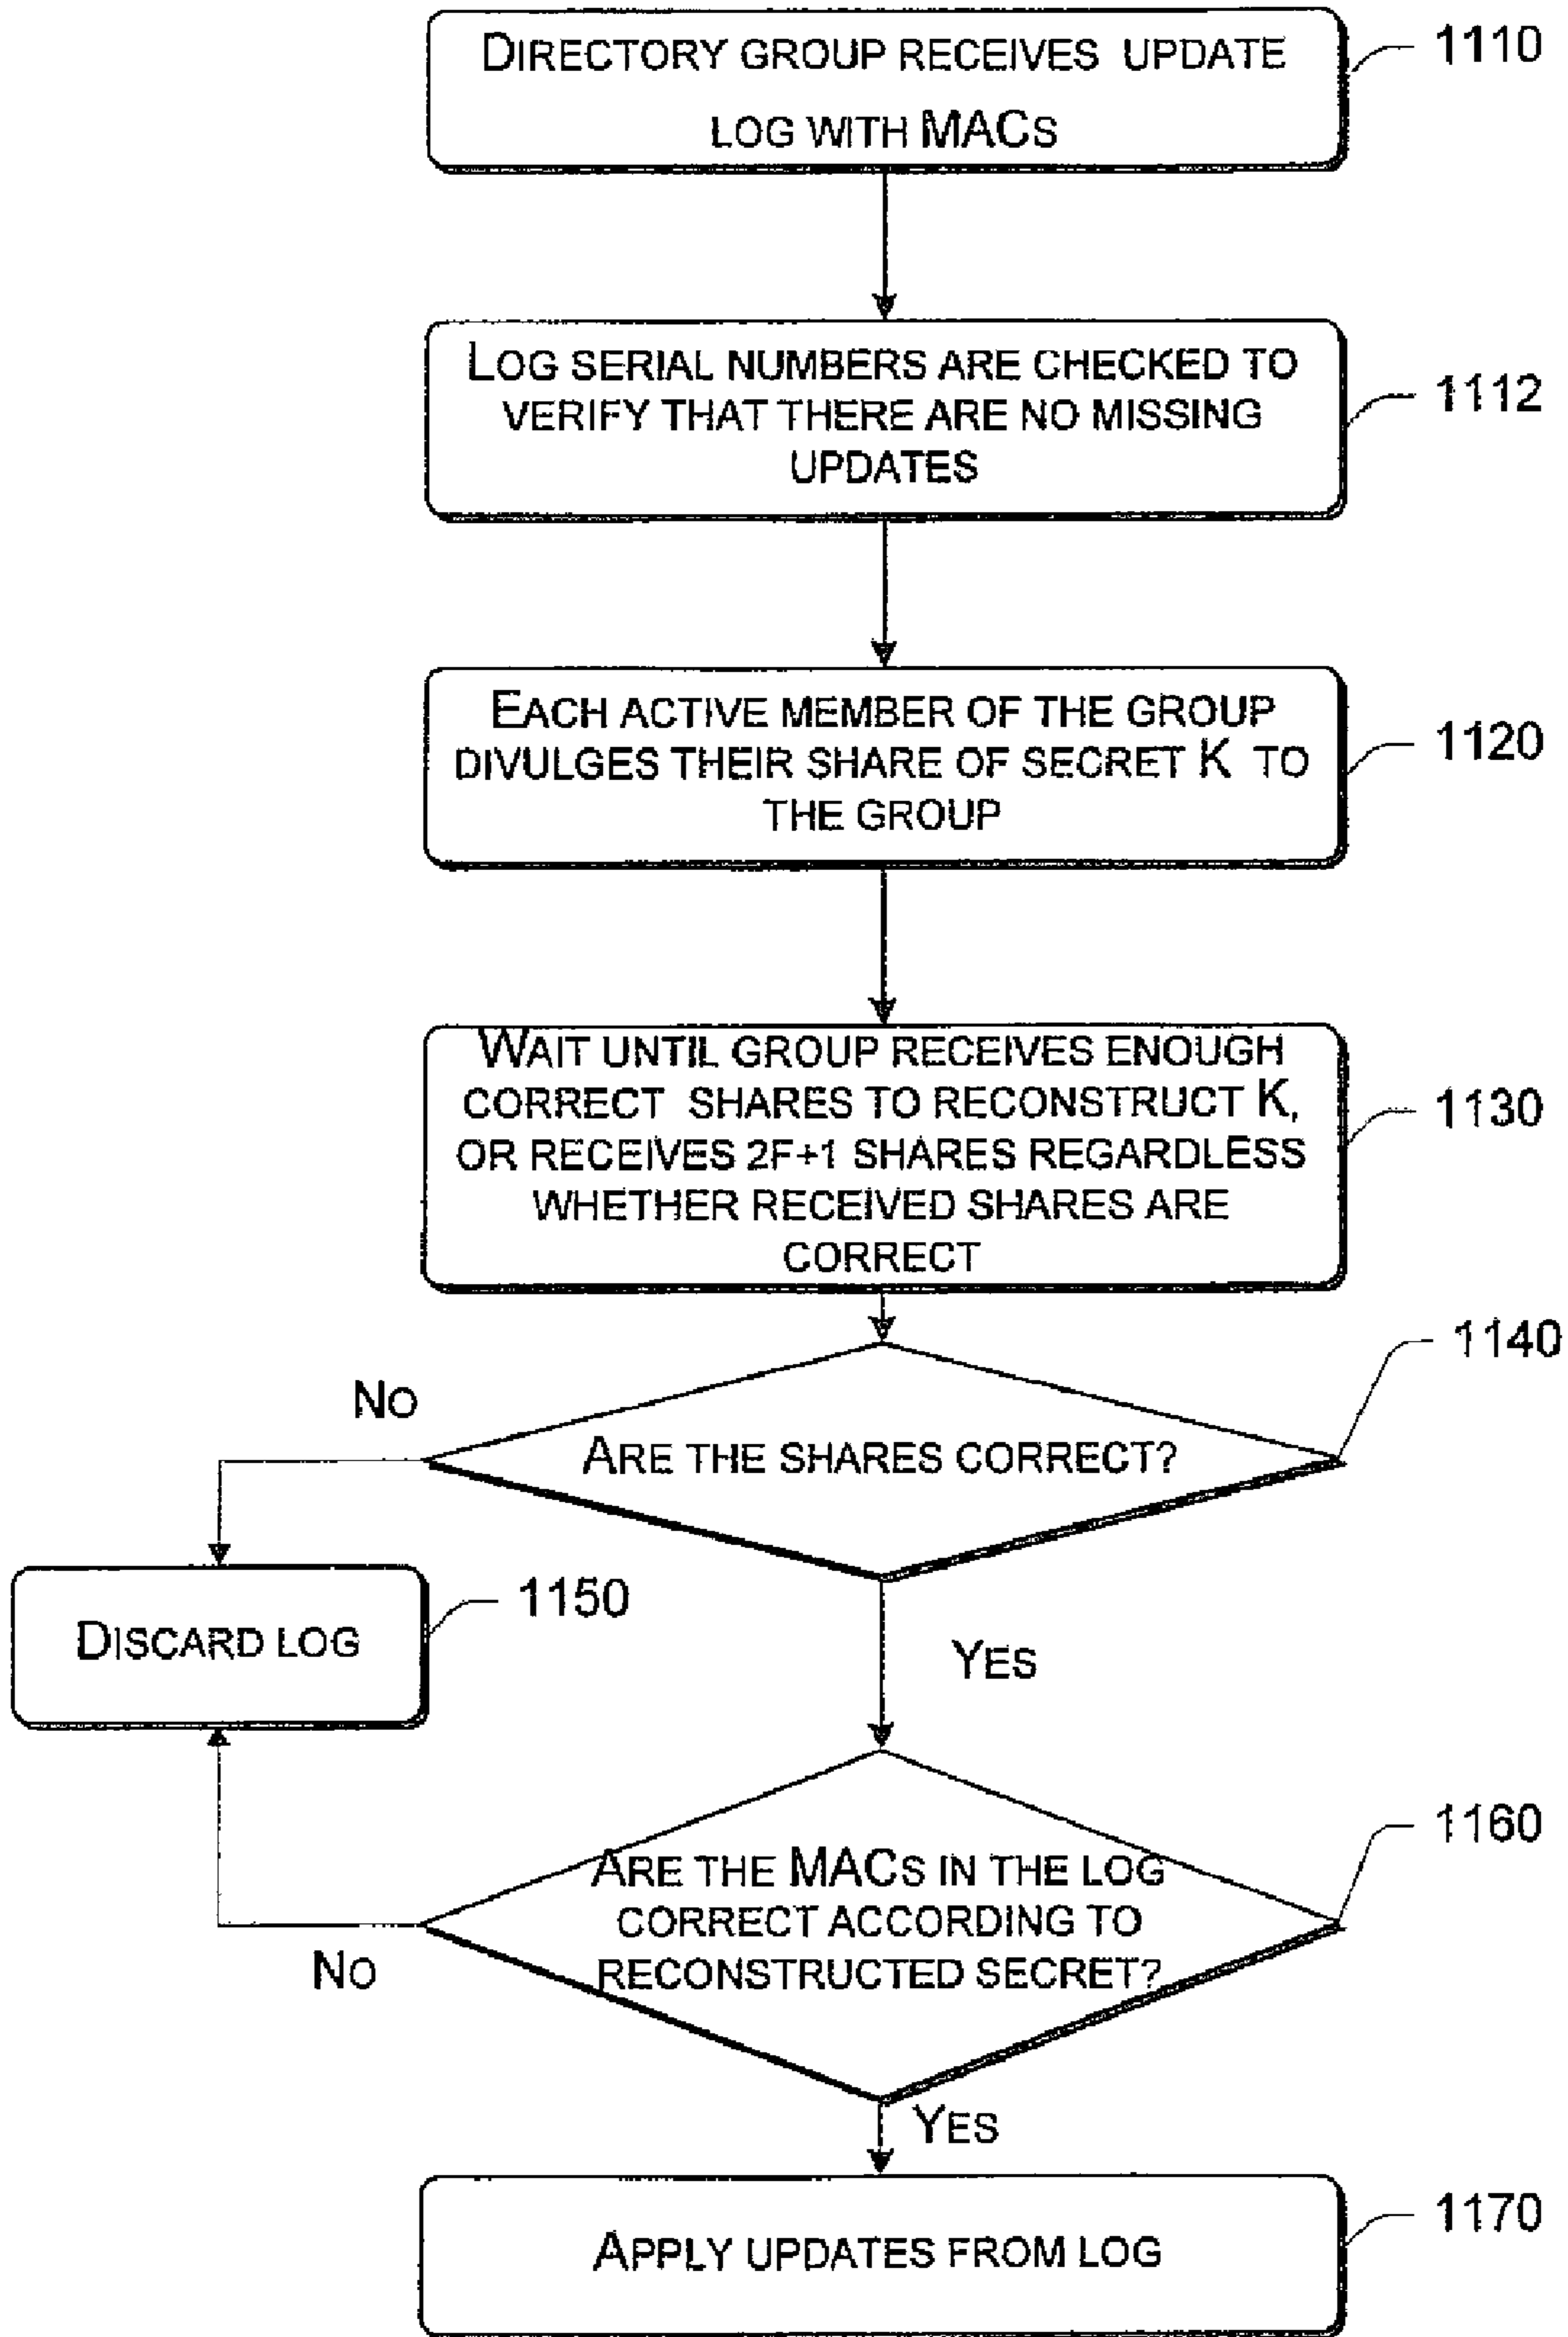 DIRECTORY GROUP RECEIVES UPDATE
LOG WITH MACS
1110
LOG SERIAL NUMBERS ARE CHECKED TO
VERIFY THAT THERE ARE NO MISSING
UPDATES
1112
EACH ACTIVE MEMBER OF THE GROUP
DIVULGES THEIR SHARE OF SECRET K TO
THE GROUP
1120
WAIT UNTIL GROUP RECEIVES ENOUGH
CORRECT SHARES TO RECONSTRUCT K,
OR RECEIVES 2F+1 SHARES REGARDLESS
WHETHER RECEIVED SHARES ARE
CORRECT
1130
ARE THE SHARES CORRECT?
1140
NO
DISCARD LOG
1150
YES
ARE THE MACS IN THE LOG
CORRECT ACCORDING TO
RECONSTRUCTED SECRET?
1160
NO
YES
APPLY UPDATES FROM LOG
1170